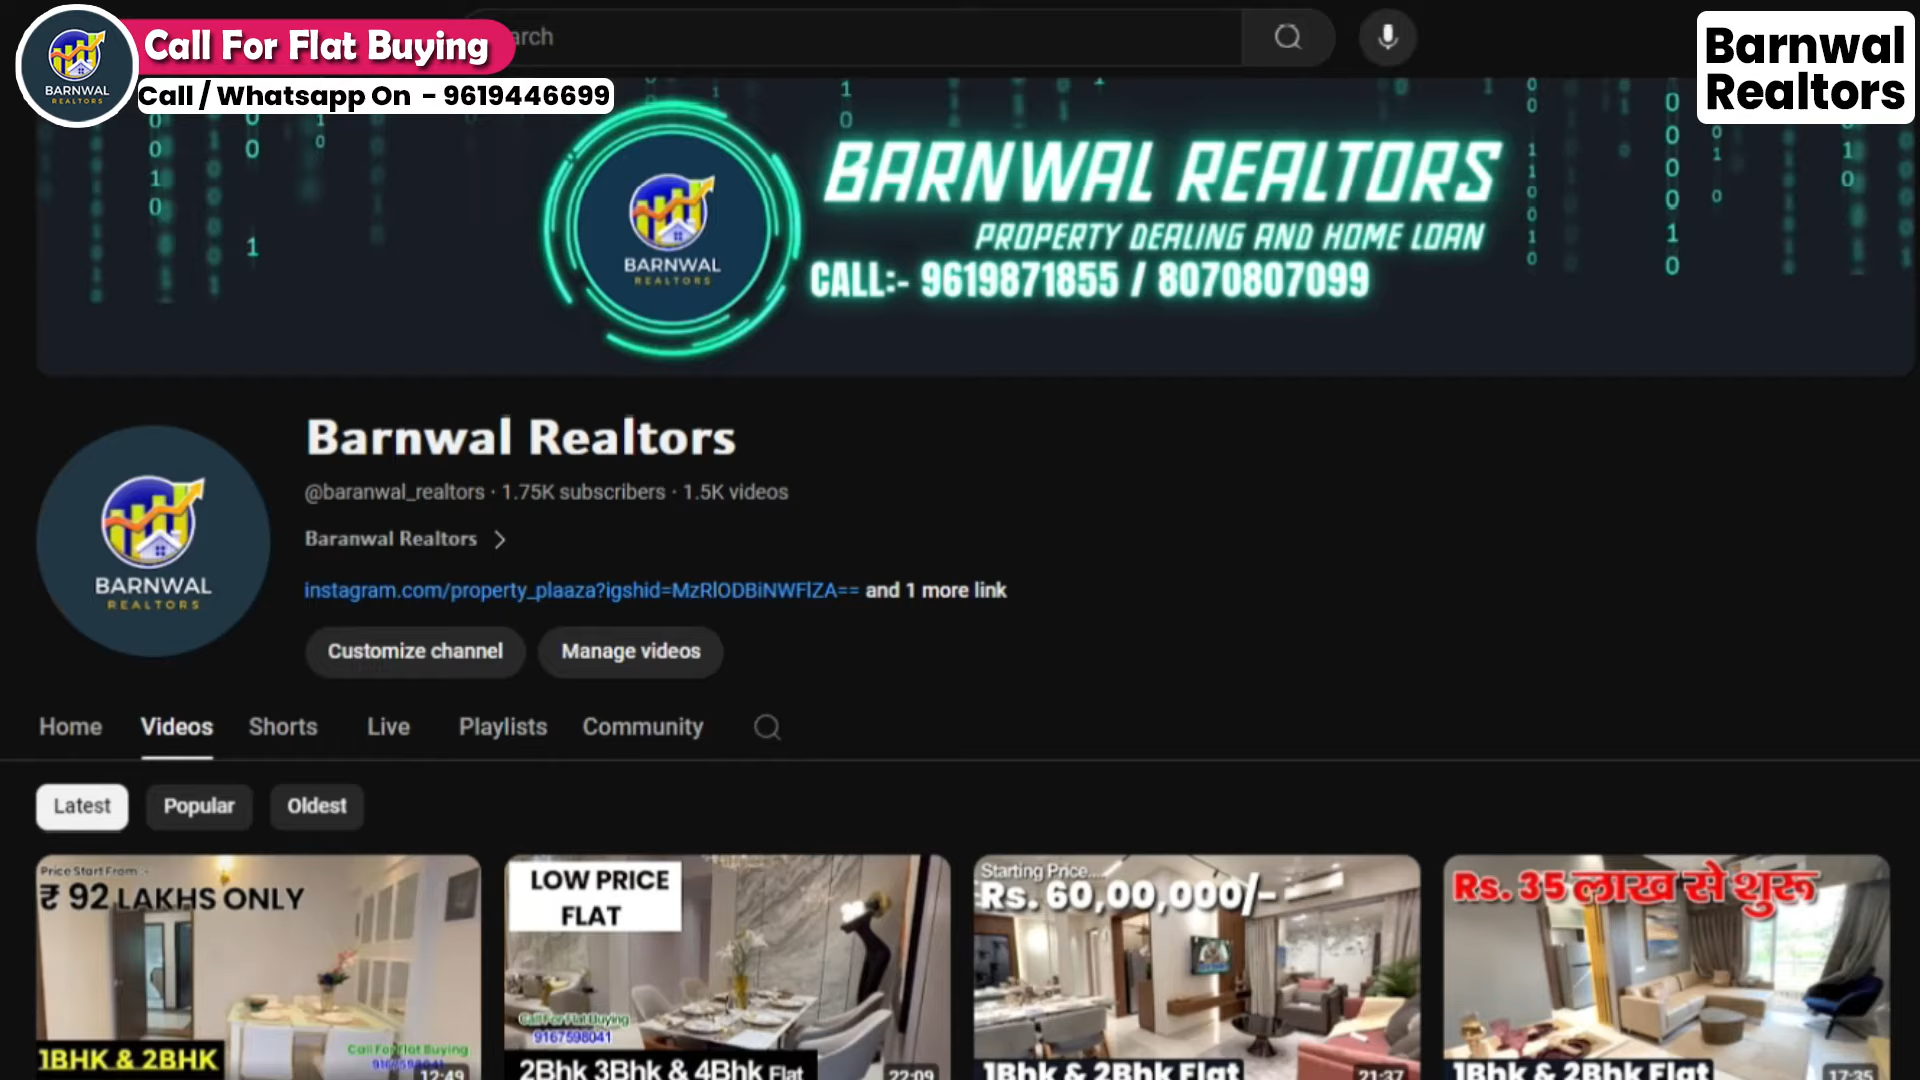 Call For Flat Buying
Call / Whatsapp On - 9619446699
BARNWAL
REALTORS
arch
Barnwal
Realtors
BARNWAL REALTORS
PROPERTY DEALING AND HOME LOAN
CALL:- 9619871855 / 8070807099
BARNWAL
REALTORS
Barnwal Realtors
@baranwal_realtors · 1.75K subscribers · 1.5K videos
Baranwal Realtors
instagram.com/property_plaaza?igshid=MzRlODBiNWFlZA== and 1 more link
BARNWAL
REALTORS
Customize channel
Manage videos
Home Videos Shorts Live Playlists Community
Latest Popular Oldest
Price Start From :-
₹ 92 LAKHS ONLY
1BHK & 2BHK
Call For Flat Buying
9167598041
12:49
LOW PRICE
FLAT
Call For Flat Buying
9167598041
2Bhk 3Bhk & 4Bhk Flat
22:09
Starting Price....
Rs. 60,00,000/-
1Bhk & 2Bhk Flat
21:37
Rs. 35 लाख से शुरू
1Bhk & 2Bhk Flat
17:35